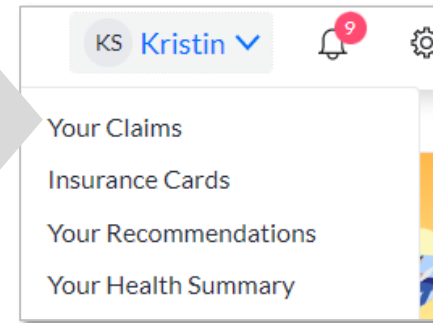 KS Kristin 9
Your Claims
Insurance Cards
Your Recommendations
Your Health Summary